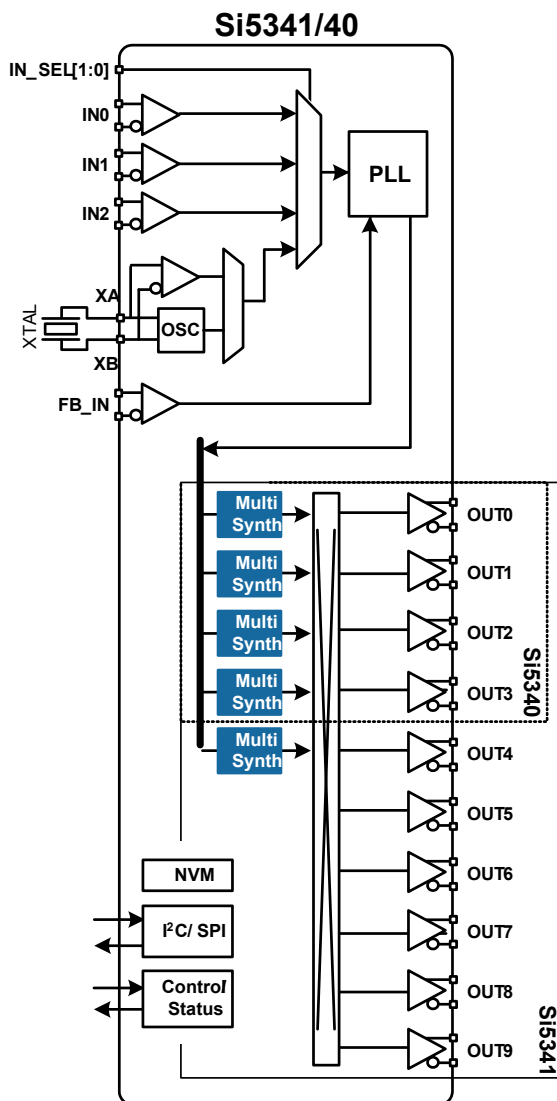 Si5341/40
IN_SEL[1:0]
IN0
IN1
IN2
PLL
XA
XTAL
OSC
XB
FB_IN
Multi
Synth
OUT0
Multi
Synth
OUT1
Multi
Synth
OUT2
Multi
Synth
OUT3
Si5340
Multi
Synth
OUT4
OUT5
OUT6
NVM
I²C/ SPI
OUT7
Control
Status
OUT8
OUT9
Si5341